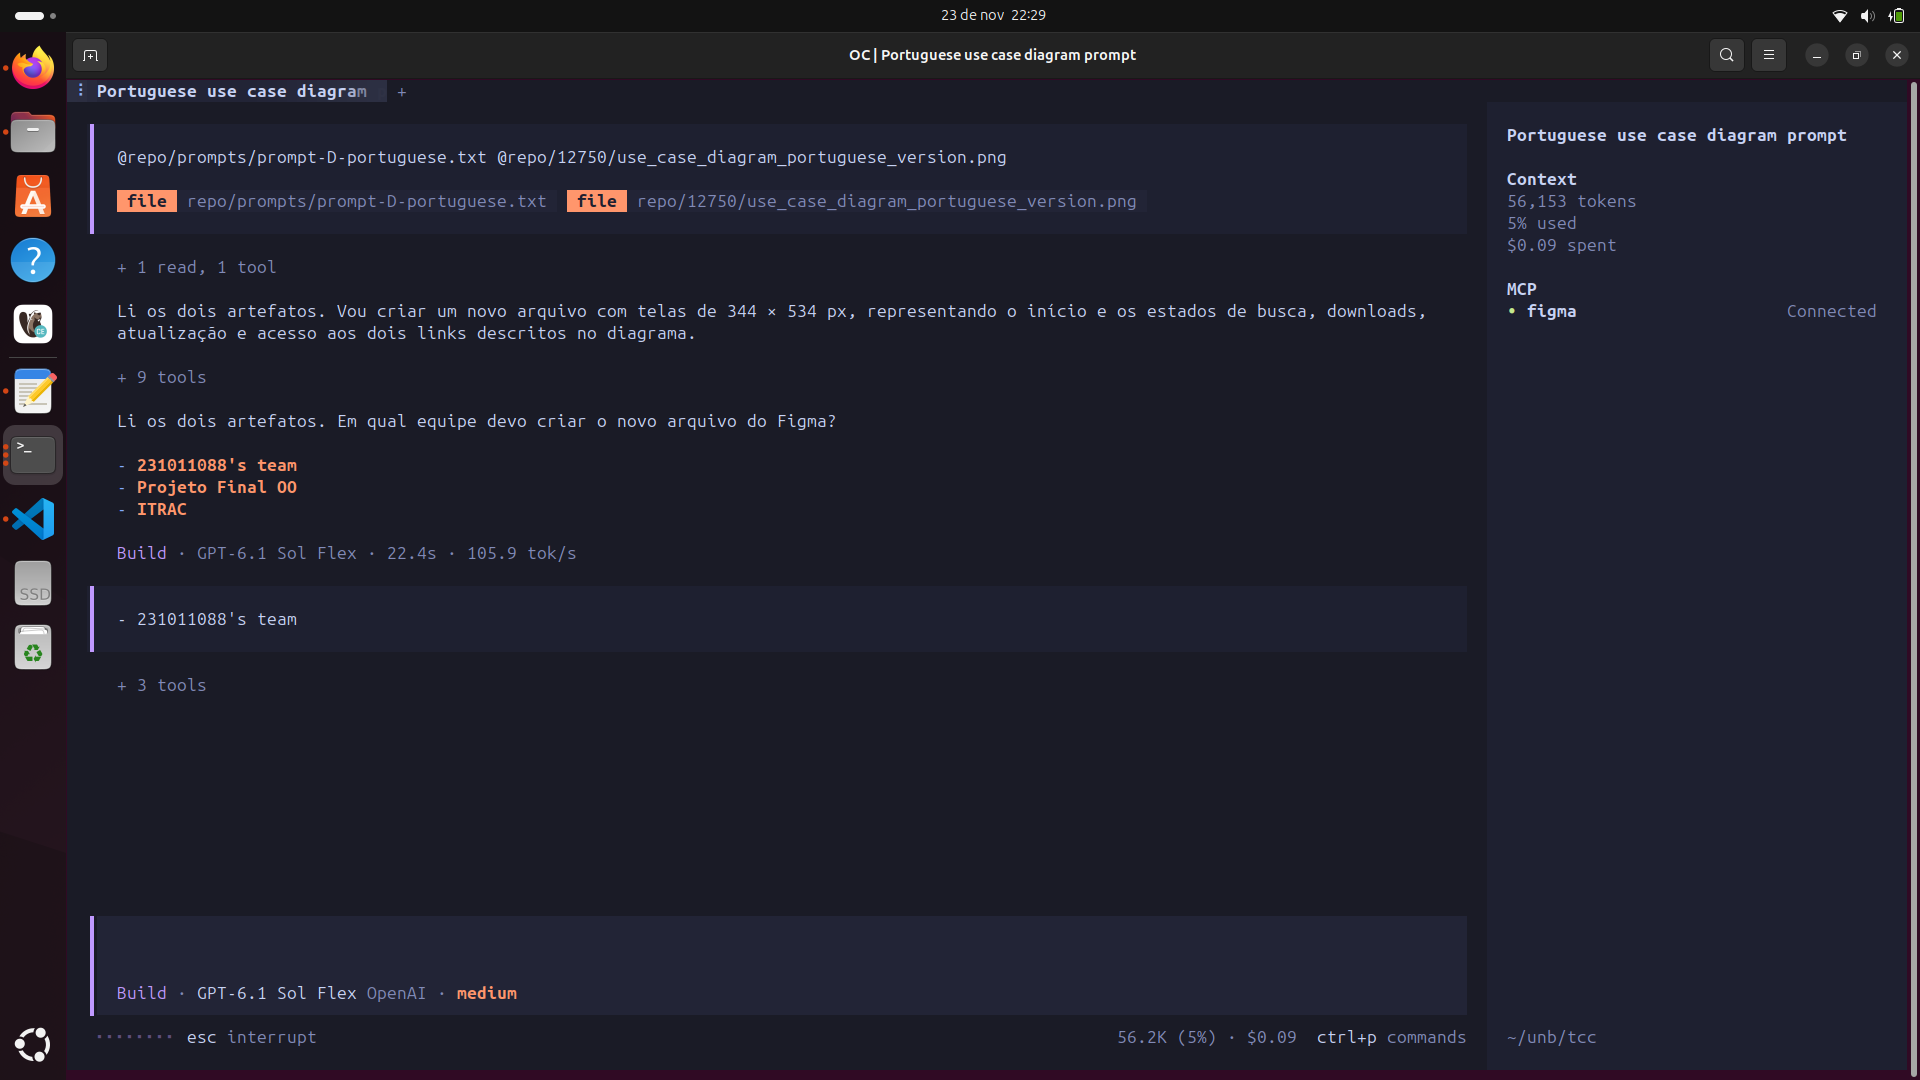 23 de nov 22:29
OC | Portuguese use case diagram prompt
Portuguese use case diagram +
@repo/prompts/prompt-D-portuguese.txt @repo/12750/use_case_diagram_portuguese_version.png
file repo/prompts/prompt-D-portuguese.txt file repo/12750/use_case_diagram_portuguese_version.png
+ 1 read, 1 tool
Li os dois artefatos. Vou criar um novo arquivo com telas de 344 × 534 px, representando o início e os estados de busca, downloads,
atualização e acesso aos dois links descritos no diagrama.
+ 9 tools
Li os dois artefatos. Em qual equipe devo criar o novo arquivo do Figma?
- 231011088's team
- Projeto Final OO
- ITRAC
Build · GPT-6.1 Sol Flex · 22.4s · 105.9 tok/s
- 231011088's team
+ 3 tools
Build · GPT-6.1 Sol Flex OpenAI · medium
esc interrupt
56.2K (5%) · $0.09 ctrl+p commands
Portuguese use case diagram prompt
Context
56,153 tokens
5% used
$0.09 spent
MCP
• figma Connected
~/unb/tcc
SSD